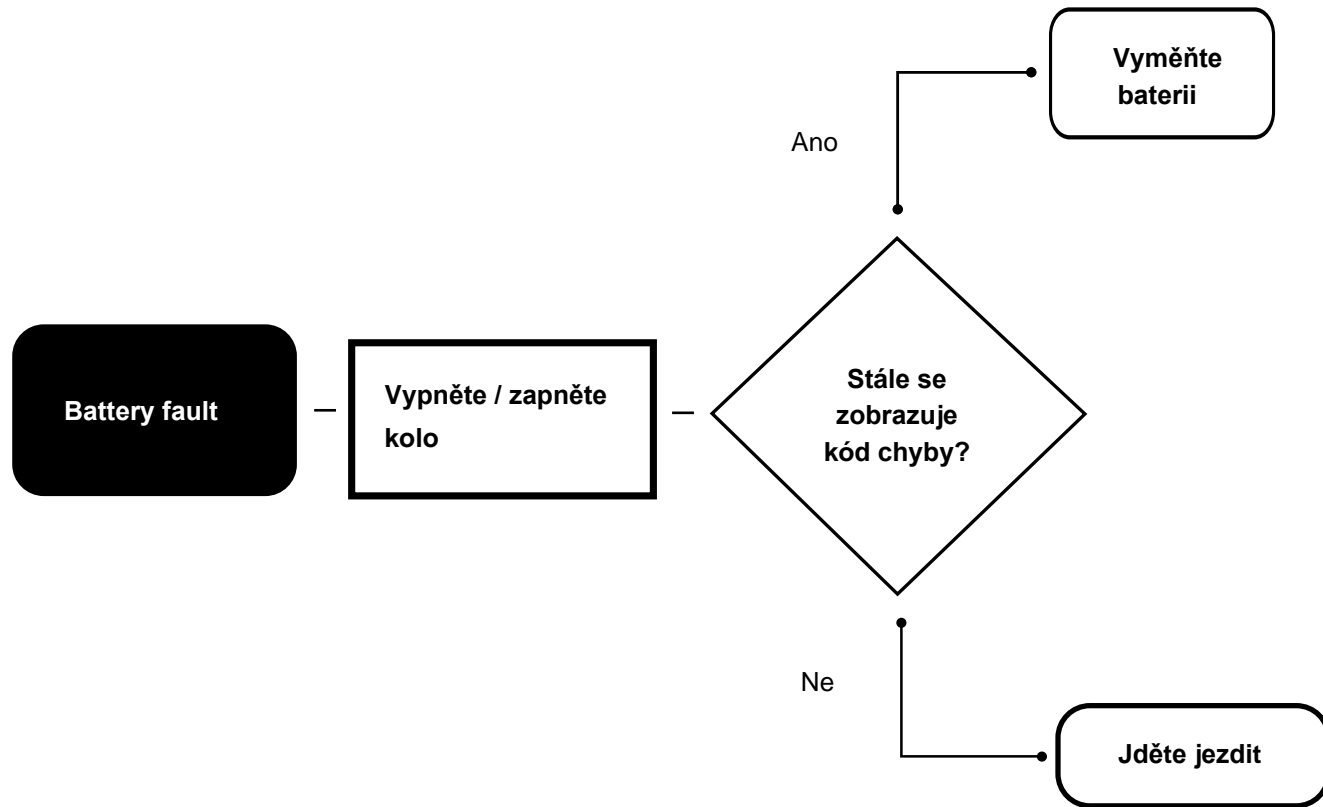 Vyměňte
baterii
Ano
Battery fault
Vypněte / zapněte
kolo
Stále se
zobrazuje
kód chyby?
Ne
Jděte jezdit